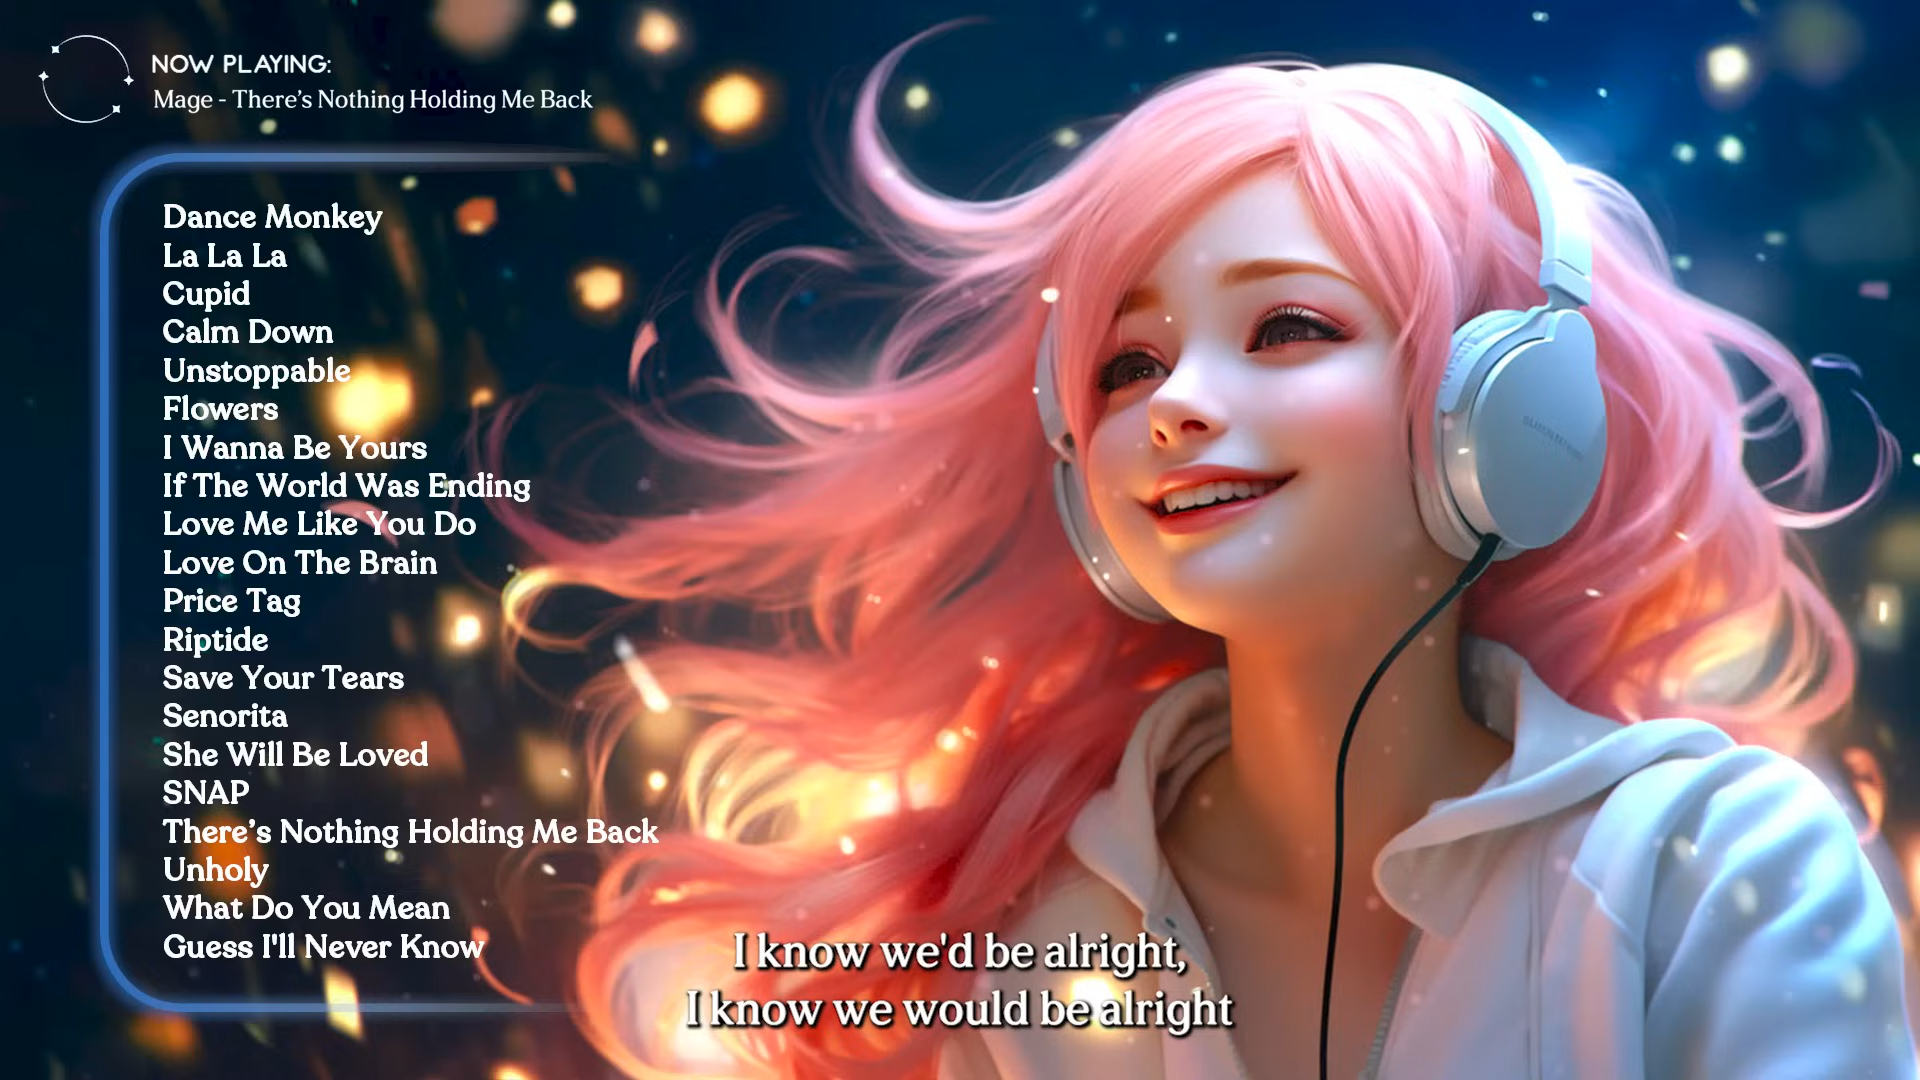 NOW PLAYING:
Mage - There’s Nothing Holding Me Back
Dance Monkey
La La La
Cupid
Calm Down
Unstoppable
Flowers
I Wanna Be Yours
If The World Was Ending
Love Me Like You Do
Love On The Brain
Price Tag
Riptide
Save Your Tears
Senorita
She Will Be Loved
SNAP
There’s Nothing Holding Me Back
Unholy
What Do You Mean
Guess I'll Never Know
I know we'd be alright,
I know we would be alright